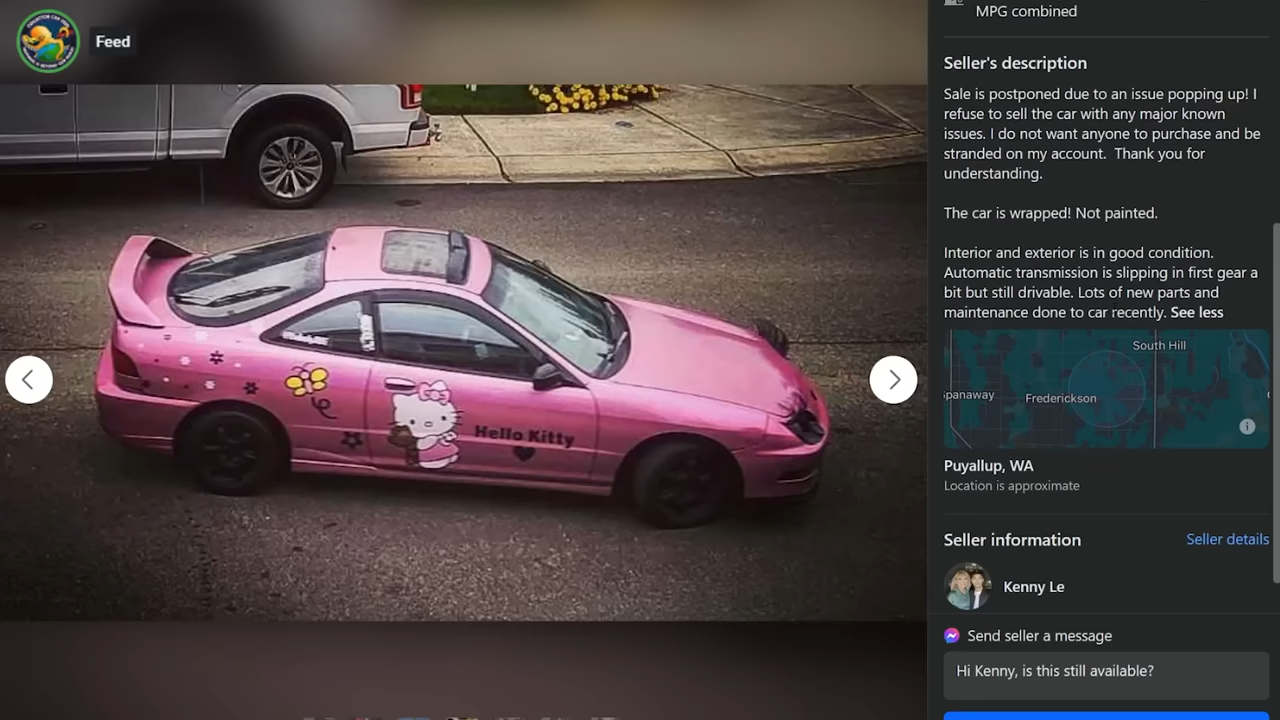 Feed
Hello Kitty
MPG combined
Seller's description
Sale is postponed due to an issue popping up! I
refuse to sell the car with any major known
issues. I do not want anyone to purchase and be
stranded on my account.  Thank you for
understanding.
The car is wrapped! Not painted.
Interior and exterior is in good condition.
Automatic transmission is slipping in first gear a
bit but still drivable. Lots of new parts and
maintenance done to car recently. See less
South Hill
panaway
Frederickson
Puyallup, WA
Location is approximate
Seller information
Seller details
Kenny Le
Send seller a message
Hi Kenny, is this still available?